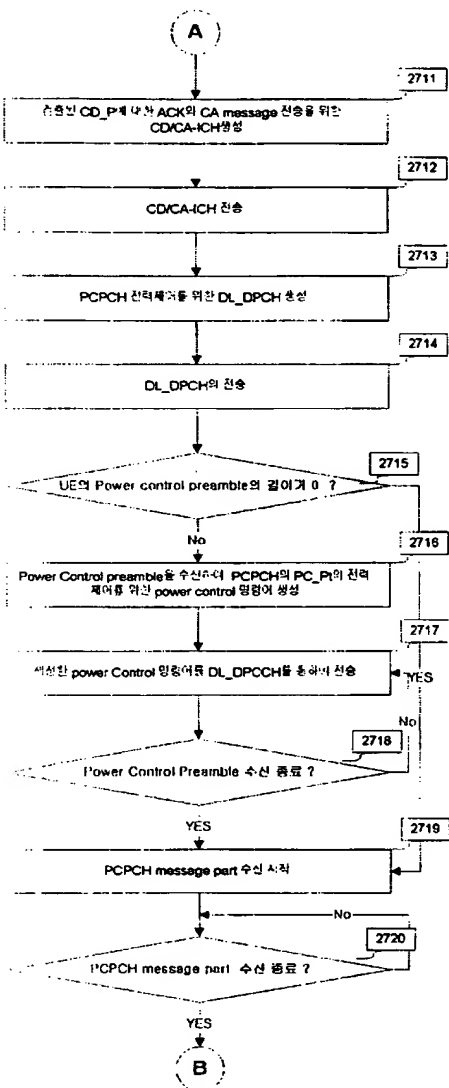 A
2711
검출된 CD_P에 대한 ACK의 CA message 전송을 위한
CD/CA-ICH생성
2712
CD/CA-ICH 전송
2713
PCPCH 전력제어를 위한 DL_DPCH 생성
2714
DL_DPCH의 전송
2715
UE의 Power control preamble의 길이가 0 ?
No
2716
Power Control preamble을 수신하여 PCPCH의 PC_P의 전력
제어를 위한 power control 명령어 생성
2717
생성한 power Control 명령어를 DL_DPCCH를 통하여 전송
YES
No
2718
Power Control Preamble 수신 종료 ?
YES
2719
PCPCH message part 수신 시작
No
2720
PCPCH message part 수신 종료 ?
YES
B